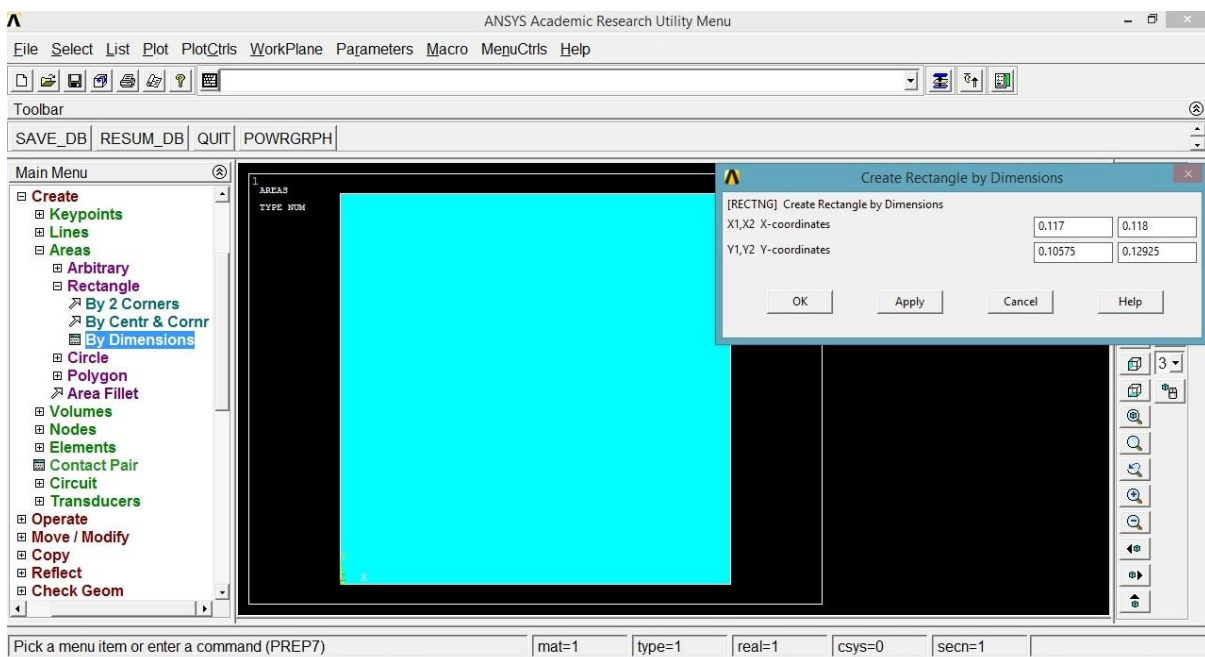 ANSYS Academic Research Utility Menu
File Select List Plot PlotCtrls WorkPlane Parameters Macro MenuCtrls Help
Toolbar
SAVE_DB RESUM_DB QUIT POWRGRPH
Main Menu
Create
Keypoints
Lines
Areas
Arbitrary
Rectangle
By 2 Corners
By Centr & Cornr
By Dimensions
Circle
Polygon
Area Fillet
Volumes
Nodes
Elements
Contact Pair
Circuit
Transducers
Operate
Move / Modify
Copy
Reflect
Check Geom
1
AREAS
TYPE NUM
X
Create Rectangle by Dimensions
[RECTNG] Create Rectangle by Dimensions
X1,X2 X-coordinates 0.117 0.118
Y1,Y2 Y-coordinates 0.10575 0.12925
OK Apply Cancel Help
3
Pick a menu item or enter a command (PREP7) mat=1 type=1 real=1 csys=0 secn=1